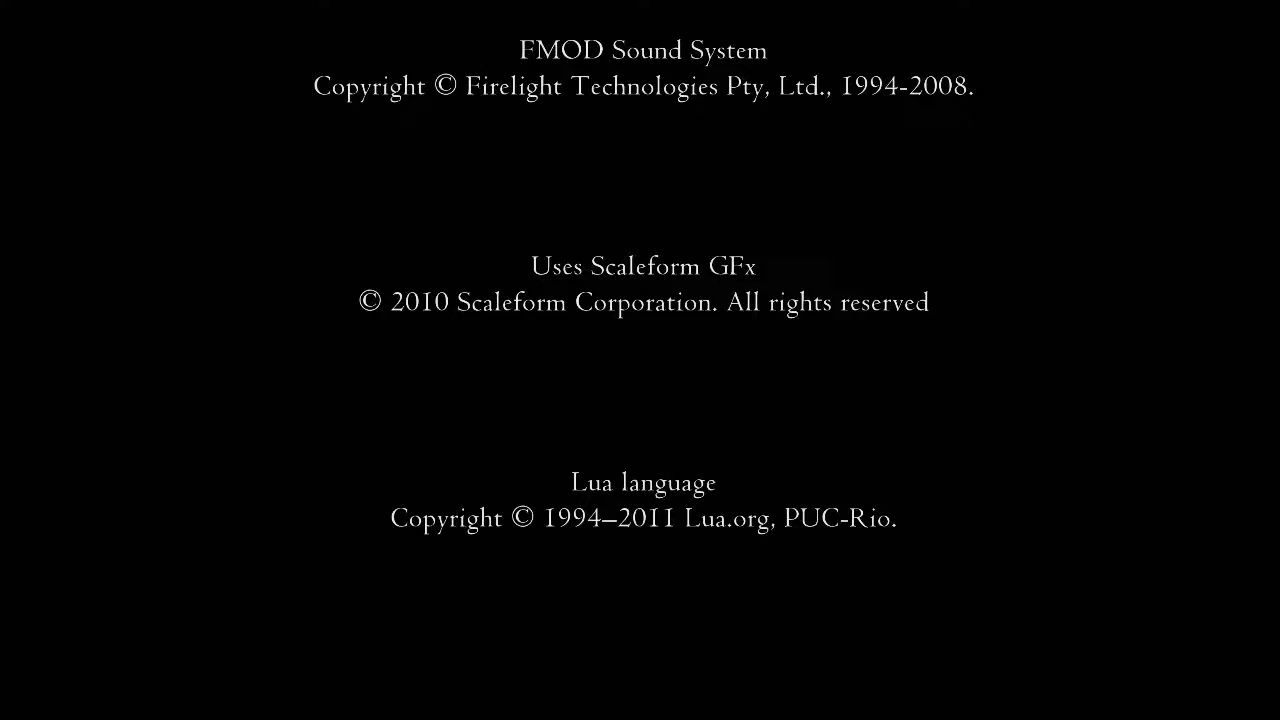 FMOD Sound System
Copyright © Firelight Technologies Pty, Ltd., 1994-2008.
Uses Scaleform GFx
© 2010 Scaleform Corporation. All rights reserved
Lua language
Copyright © 1994–2011 Lua.org, PUC-Rio.